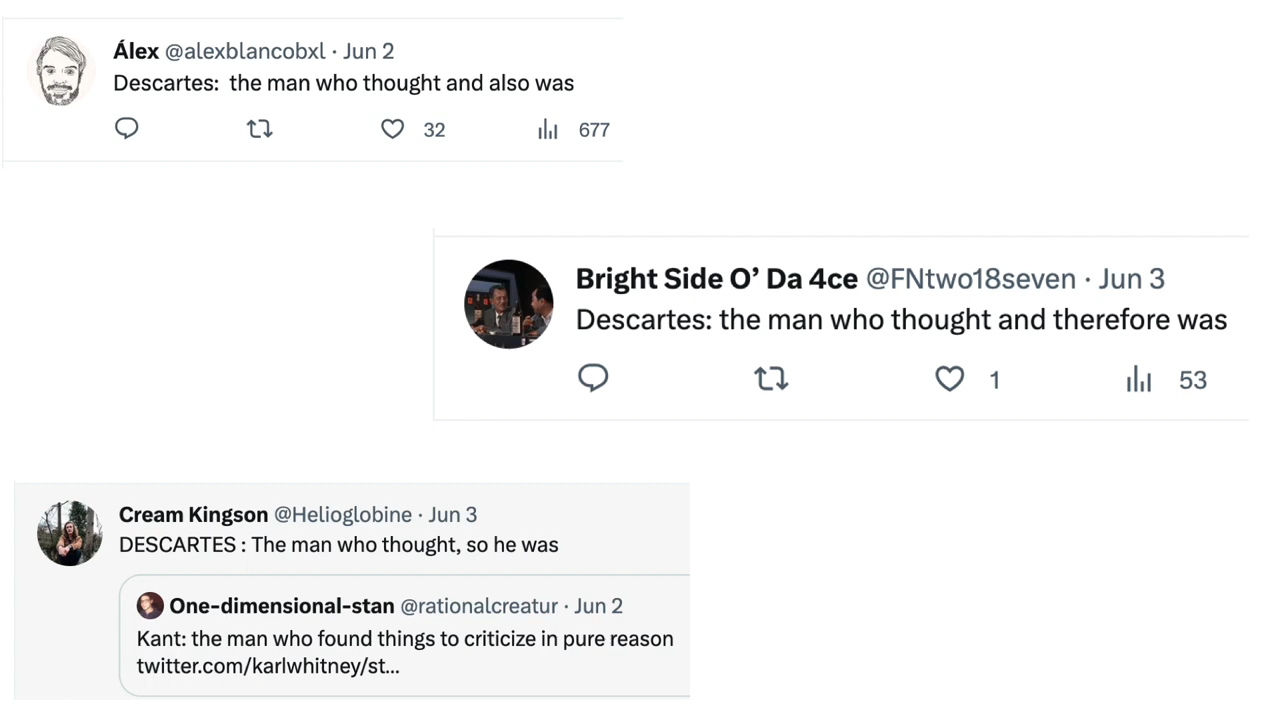 Álex @alexblancobxl · Jun 2
Descartes: the man who thought and also was
32 677
Bright Side O’ Da 4ce @FNtwo18seven · Jun 3
Descartes: the man who thought and therefore was
1 53
Cream Kingson @Helioglobine · Jun 3
DESCARTES : The man who thought, so he was
One-dimensional-stan @rationalcreatur · Jun 2
Kant: the man who found things to criticize in pure reason
twitter.com/karlwhitney/st...